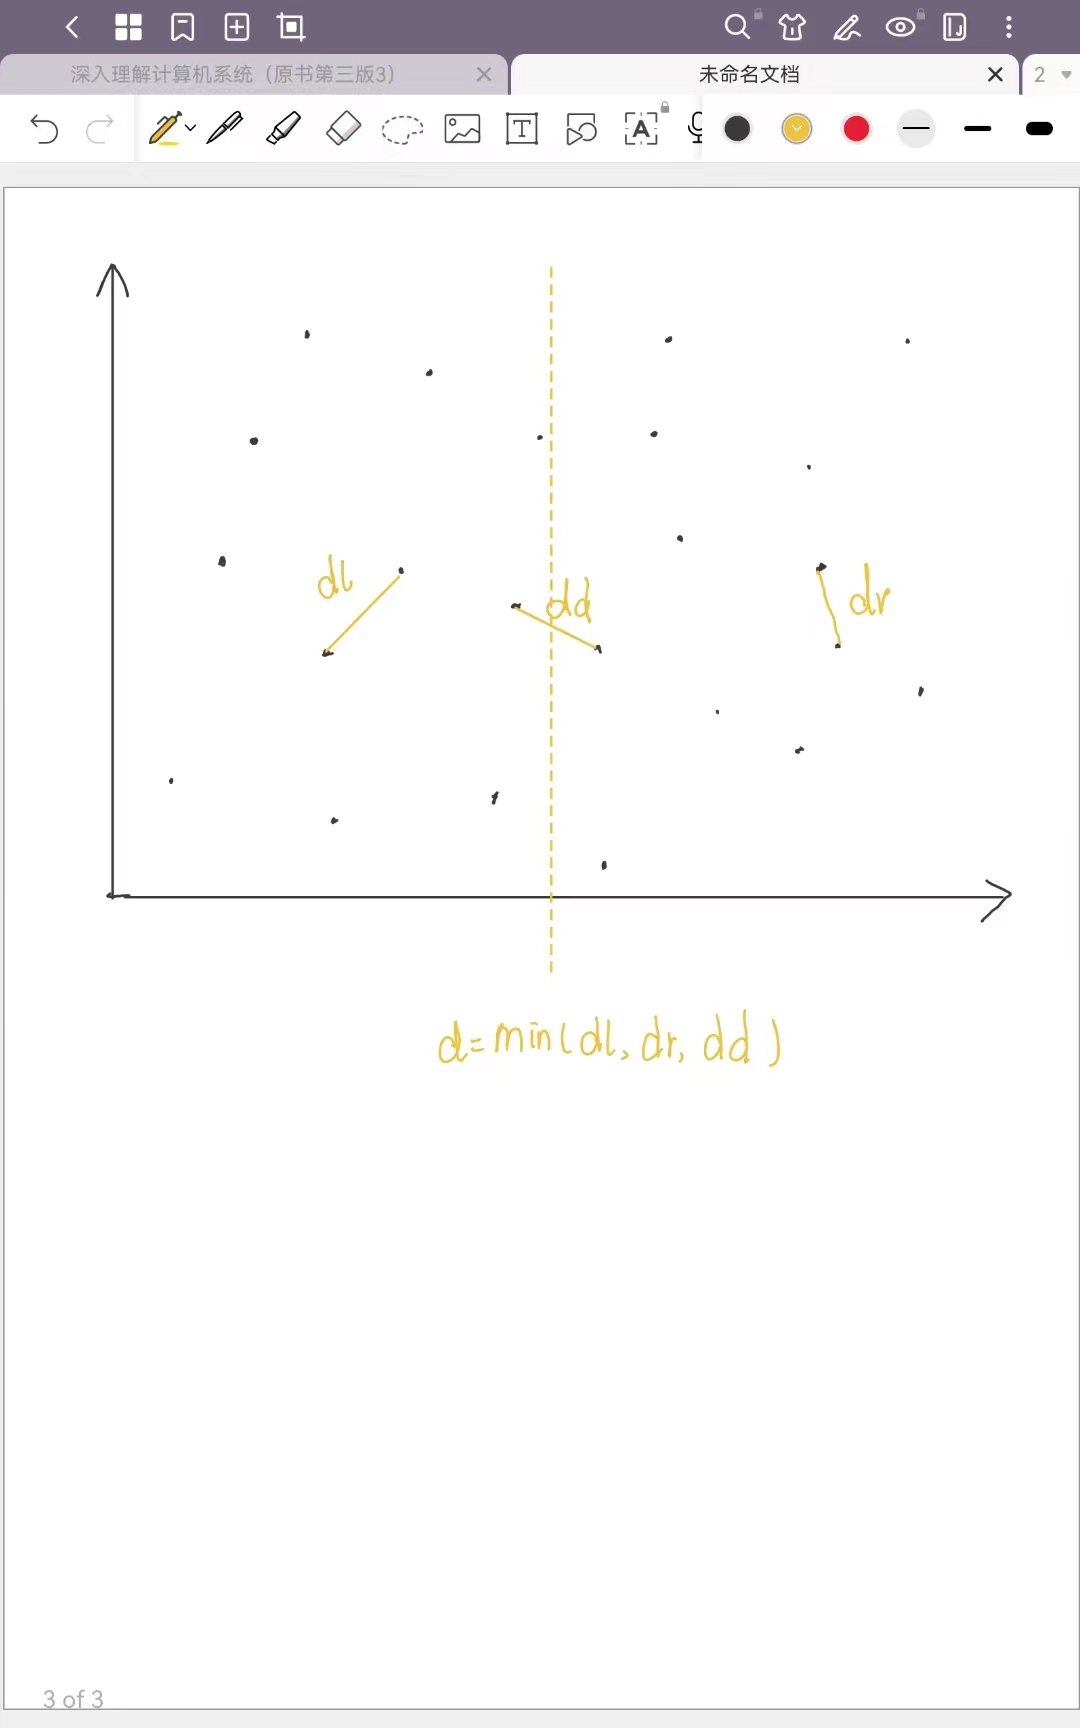 深入理解计算机系统（原书第三版3）
未命名文档
2
T
A
dl
dd
dr
d=min(dl, dr, dd)
3 of 3